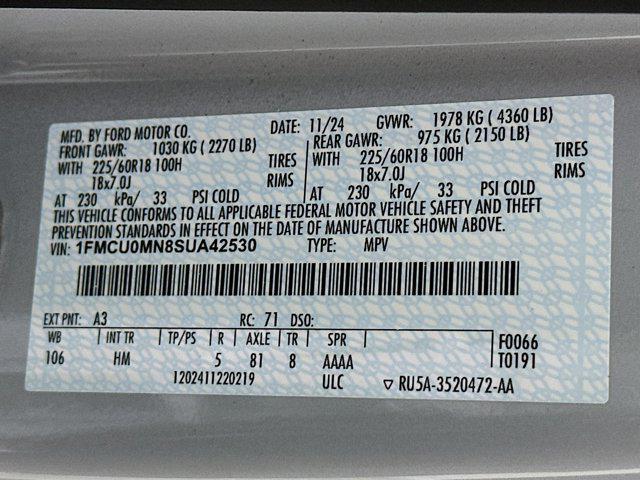 MFD. BY FORD MOTOR CO. DATE: 11/24 GVWR: 1978 KG ( 4360 LB)
FRONT GAWR: 1030 KG ( 2270 LB) REAR GAWR: 975 KG ( 2150 LB)
WITH 225/60R18 100H TIRES WITH 225/60R18 100H TIRES
18x7.0J RIMS 18x7.0J RIMS
AT 230 kPa/ 33 PSI COLD AT 230 kPa/ 33 PSI COLD
THIS VEHICLE CONFORMS TO ALL APPLICABLE FEDERAL MOTOR VEHICLE SAFETY AND THEFT
PREVENTION STANDARDS IN EFFECT ON THE DATE OF MANUFACTURE SHOWN ABOVE.
VIN: 1FMCU0MN8SUA42530 TYPE: MPV
EXT PNT: A3 RC: 71 DSO:
WB INT TR TP/PS R AXLE TR SPR F0066
106 HM 5 81 8 AAAA T0191
1202411220219 ULC ▽ RU5A-3520472-AA